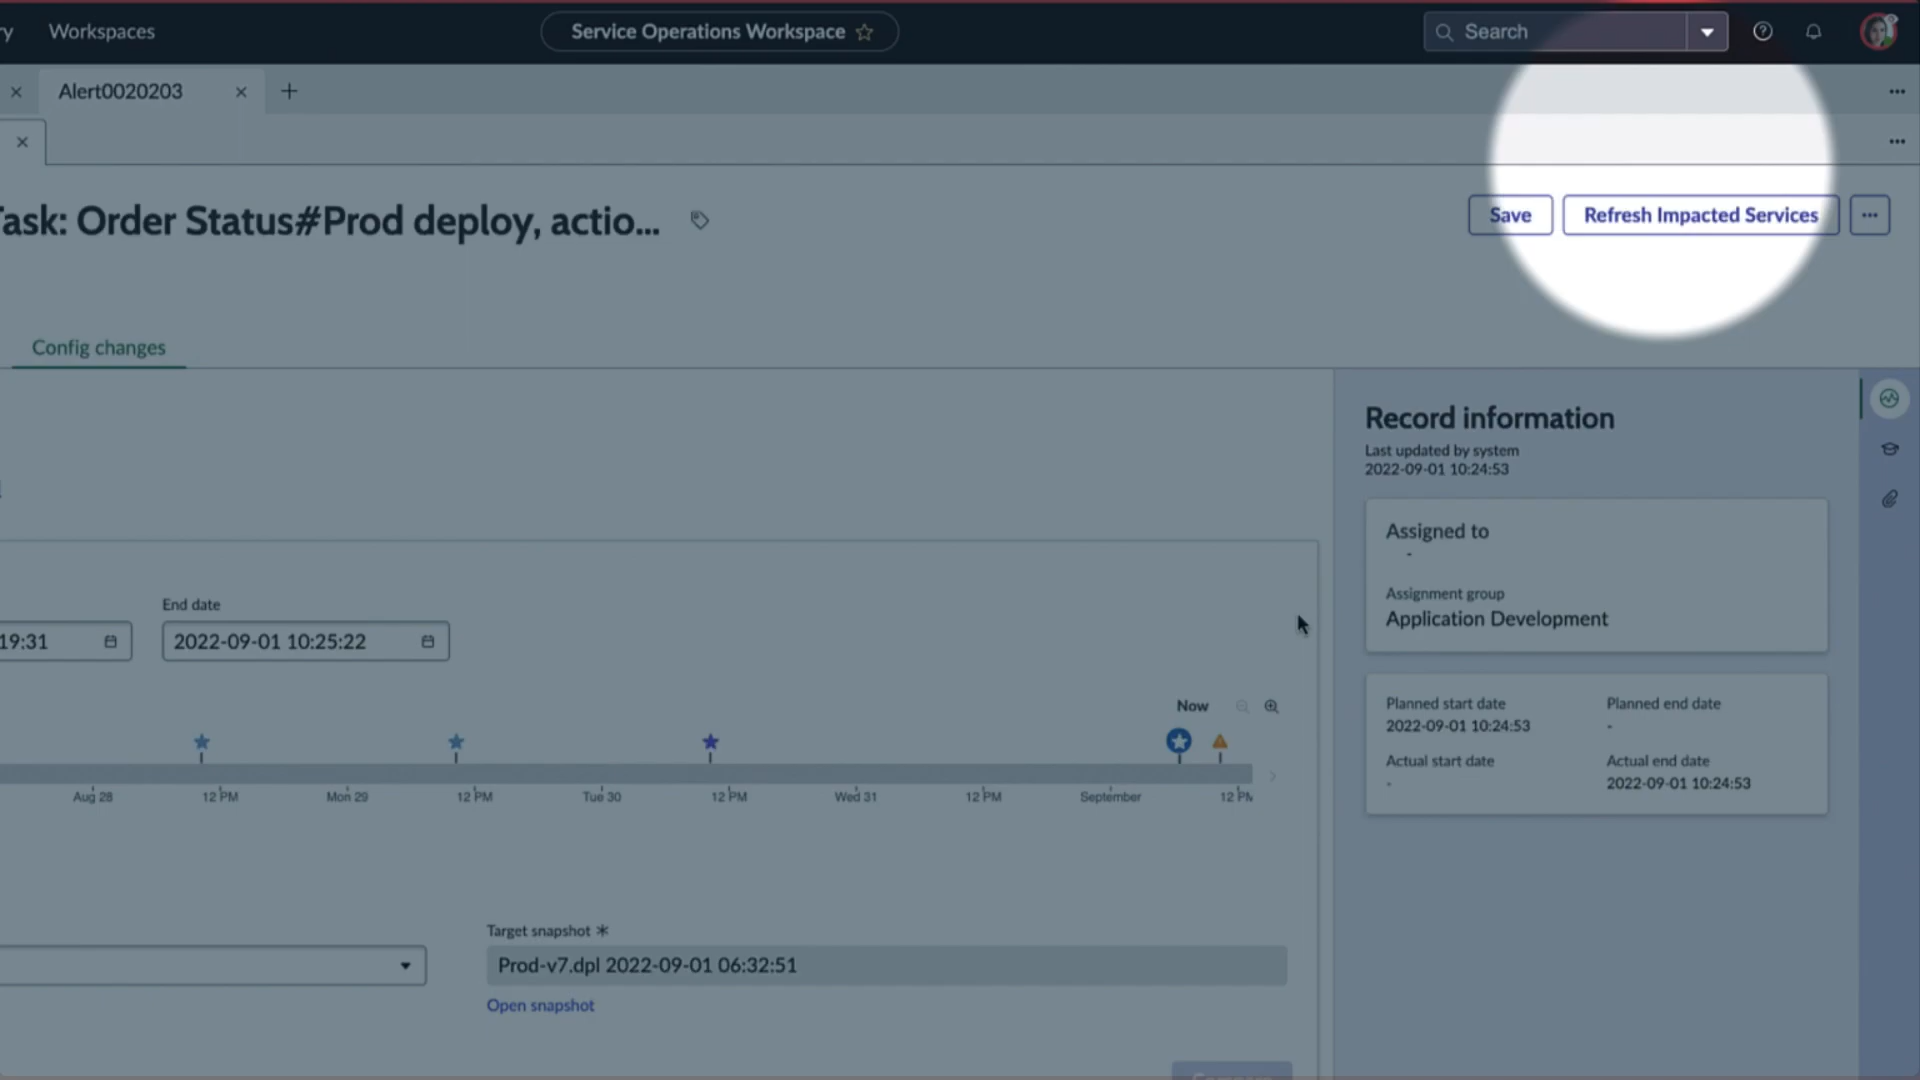 Workspaces
Service Operations Workspace
Search
Alert0020203
Task: Order Status#Prod deploy, actio...
Save
Refresh Impacted Services
Config changes
Record information
Last updated by system
2022-09-01 10:24:53
Assigned to
-
Assignment group
Application Development
End date
19:31
2022-09-01 10:25:22
Now
Planned start date
Planned end date
2022-09-01 10:24:53
-
Actual start date
Actual end date
-
2022-09-01 10:24:53
Aug 28
12 PM
Mon 29
12 PM
Tue 30
12 PM
Wed 31
12 PM
September
12 PM
Target snapshot *
Prod-v7.dpl 2022-09-01 06:32:51
Open snapshot